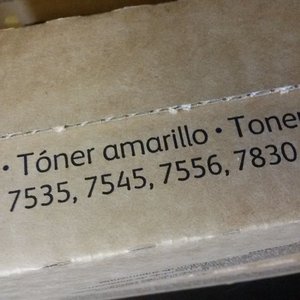 • Tóner amarillo • Toner
7535, 7545, 7556, 7830